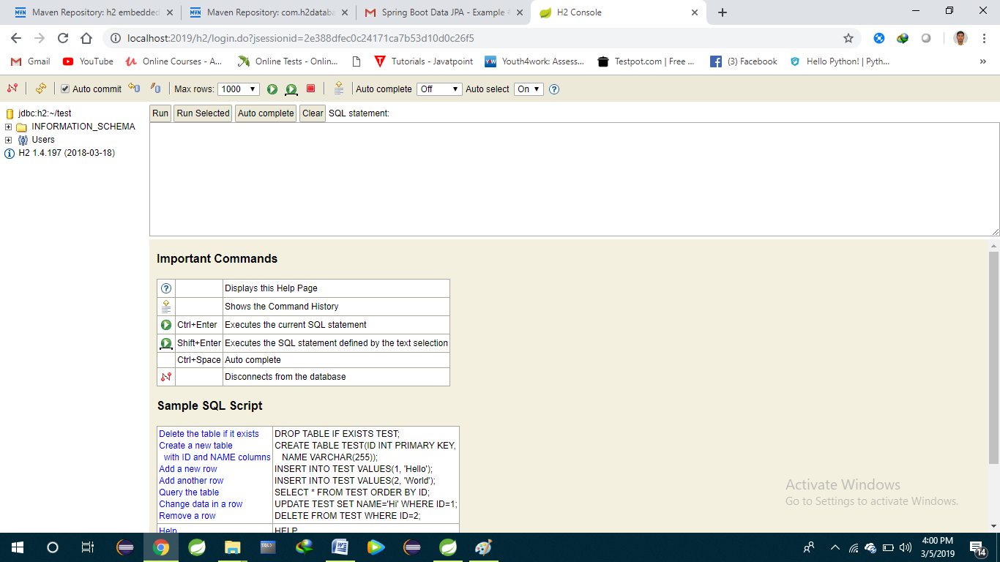 Maven Repository: h2 embedded
Maven Repository: com.h2databa
Spring Boot Data JPA - Example
H2 Console
localhost:2019/h2/login.do?jsessionid=2e388dfec0c24171ca7b53d10d0c26f5
Gmail
YouTube
Online Courses - A...
Online Tests - Onlin...
Tutorials - Javatpoint
Youth4work: Assess...
Testpot.com | Free ...
(3) Facebook
Hello Python! | Pyth...
»
Auto commit
Max rows:
1000
Auto complete
Off
Auto select
On
jdbc:h2:~/test
INFORMATION_SCHEMA
Users
H2 1.4.197 (2018-03-18)
Run
Run Selected
Auto complete
Clear
SQL statement:
Important Commands
Displays this Help Page
Shows the Command History
Ctrl+Enter Executes the current SQL statement
Shift+Enter Executes the SQL statement defined by the text selection
Ctrl+Space Auto complete
Disconnects from the database
Sample SQL Script
Delete the table if it exists DROP TABLE IF EXISTS TEST;
Create a new table CREATE TABLE TEST(ID INT PRIMARY KEY,
with ID and NAME columns NAME VARCHAR(255));
Add a new row INSERT INTO TEST VALUES(1, 'Hello');
Add another row INSERT INTO TEST VALUES(2, 'World');
Query the table SELECT * FROM TEST ORDER BY ID;
Change data in a row UPDATE TEST SET NAME='Hi' WHERE ID=1;
Remove a row DELETE FROM TEST WHERE ID=2;
Help HELP
Activate Windows
Go to Settings to activate Windows.
4:00 PM
3/5/2019
14